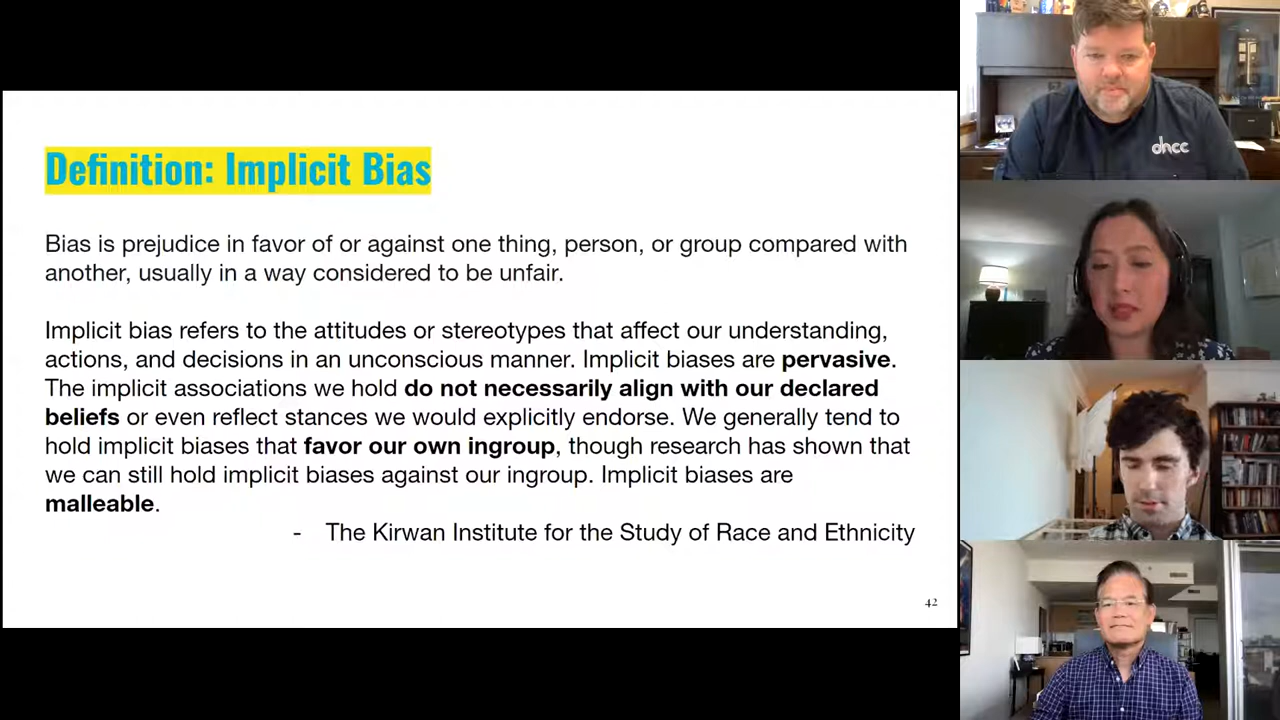 Definition: Implicit Bias
Bias is prejudice in favor of or against one thing, person, or group compared with
another, usually in a way considered to be unfair.
Implicit bias refers to the attitudes or stereotypes that affect our understanding,
actions, and decisions in an unconscious manner. Implicit biases are pervasive.
The implicit associations we hold do not necessarily align with our declared
beliefs or even reflect stances we would explicitly endorse. We generally tend to
hold implicit biases that favor our own ingroup, though research has shown that
we can still hold implicit biases against our ingroup. Implicit biases are
malleable.
- The Kirwan Institute for the Study of Race and Ethnicity
42
dhcc